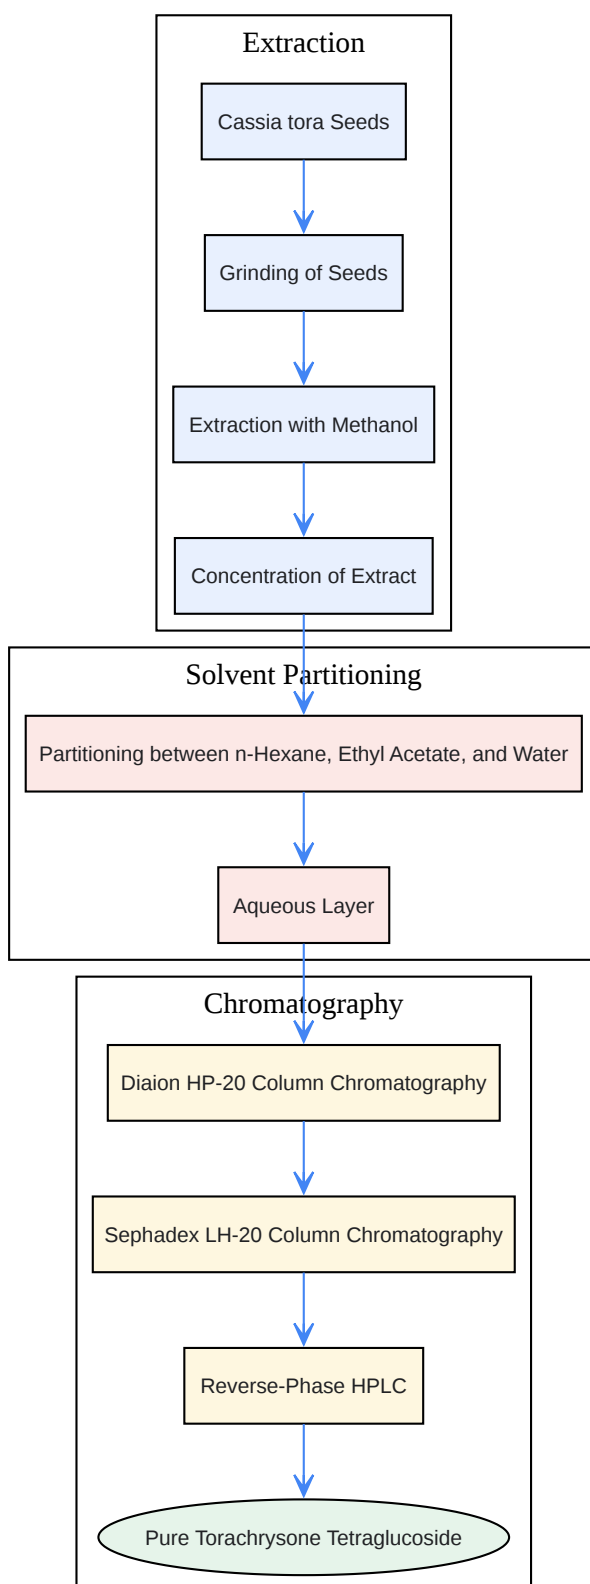 Extraction
Cassia tora Seeds
Grinding of Seeds
Extraction with Methanol
Concentration of Extract
Solvent Partitioning
Partitioning between n-Hexane, Ethyl Acetate, and Water
Aqueous Layer
Chromatography
Diaion HP-20 Column Chromatography
Sephadex LH-20 Column Chromatography
Reverse-Phase HPLC
Pure Torachrysone Tetraglucoside